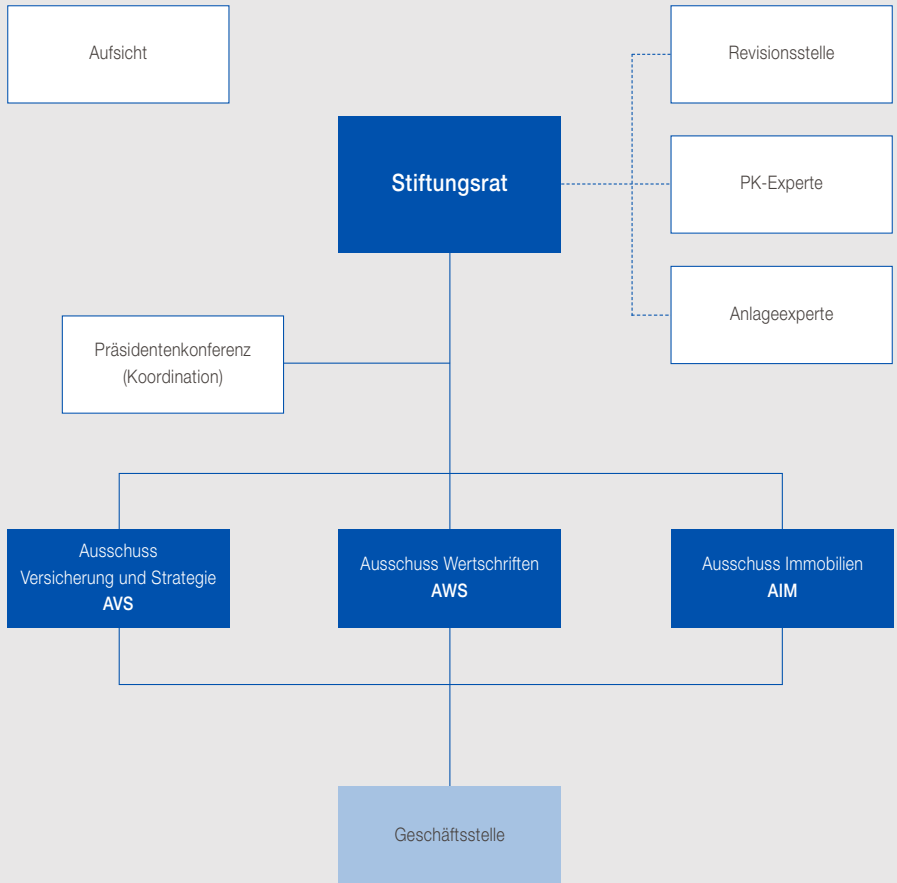 Aufsicht
Revisionsstelle
Stiftungsrat
PK-Experte
Anlageexperte
Präsidentenkonferenz
(Koordination)
Ausschuss
Versicherung und Strategie
AVS
Ausschuss Wertschriften
AWS
Ausschuss Immobilien
AIM
Geschäftsstelle